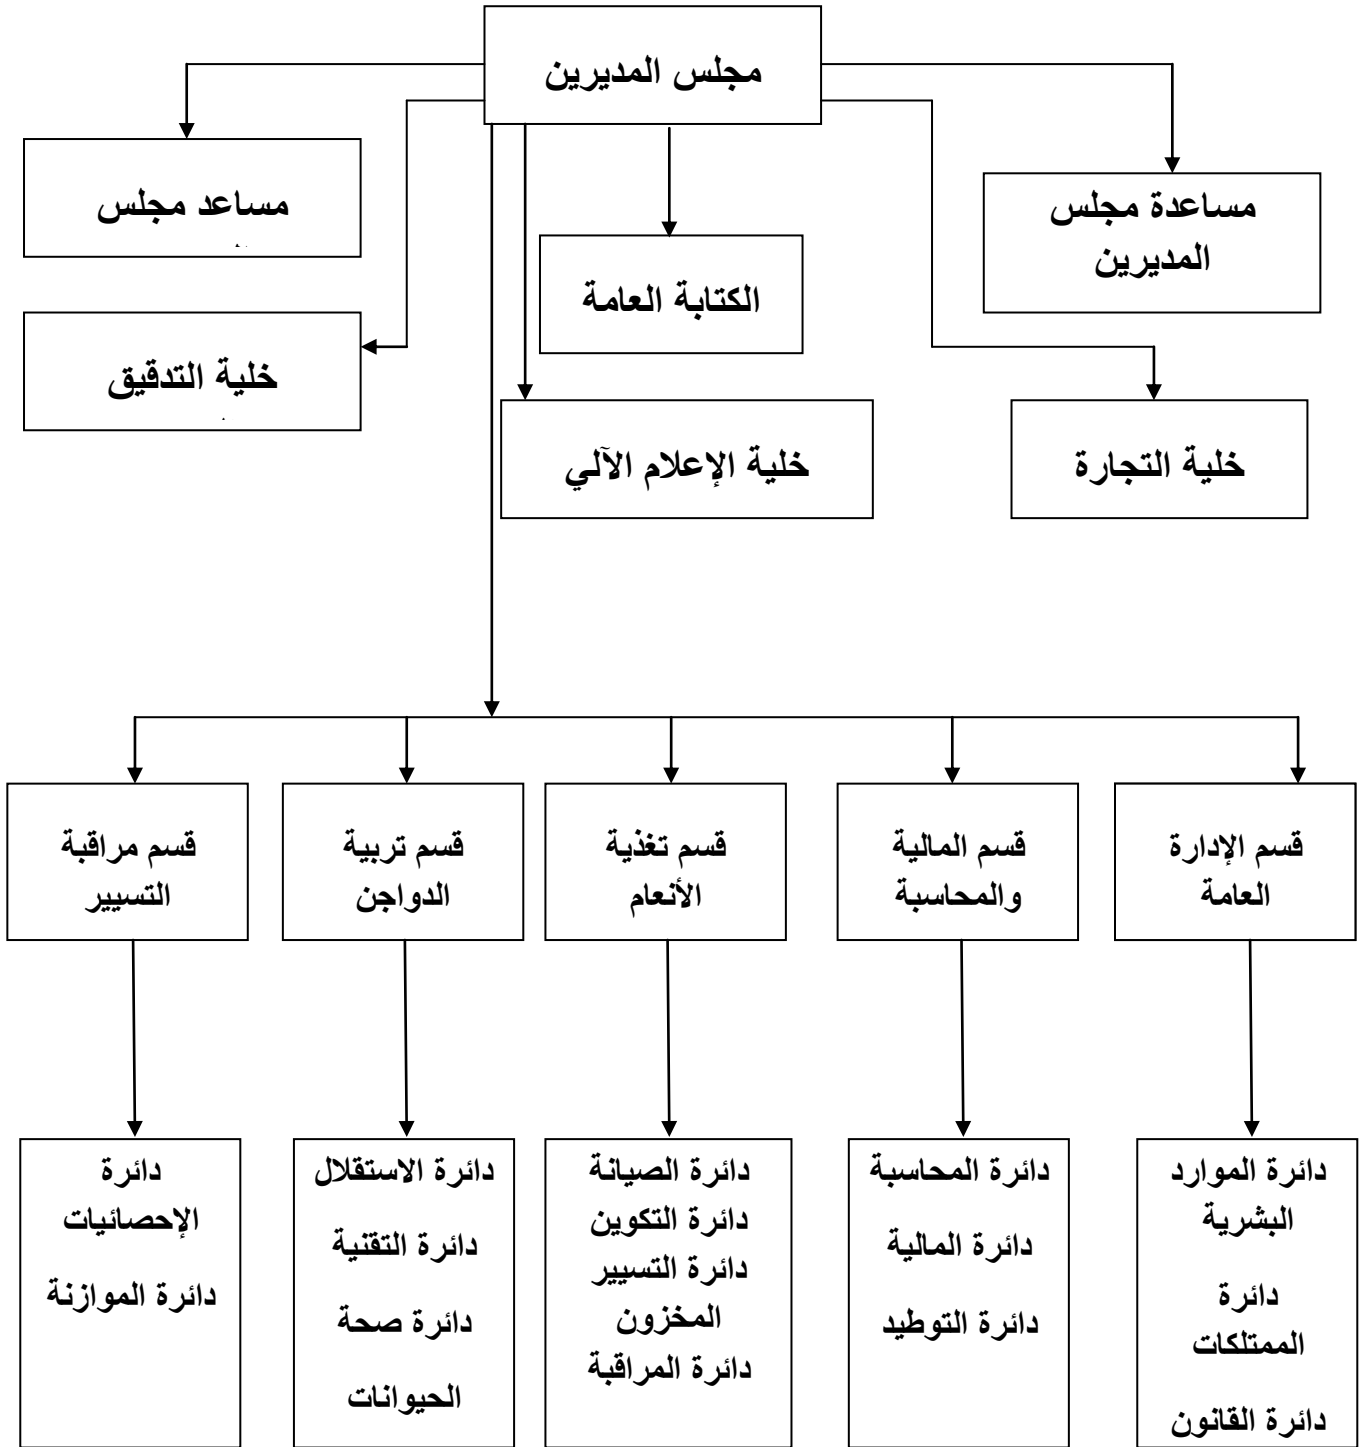 مجلس المديرين
مساعدة مجلس
المديرين
مساعد مجلس
الكتابة العامة
خلية التدقيق
خلية التجارة
خلية الإعلام الآلي
قسم الإدارة
العامة
قسم المالية
والمحاسبة
قسم تغذية
الأنعام
قسم تربية
الدواجن
قسم مراقبة
التسيير
دائرة الموارد
البشرية
دائرة
الممتلكات
دائرة القانون
دائرة المحاسبة
دائرة المالية
دائرة التوطيد
دائرة الصيانة
دائرة التكوين
دائرة التسيير
المخزون
دائرة المراقبة
دائرة الاستقلال
دائرة التقنية
دائرة صحة
الحيوانات
دائرة
الإحصائيات
دائرة الموازنة